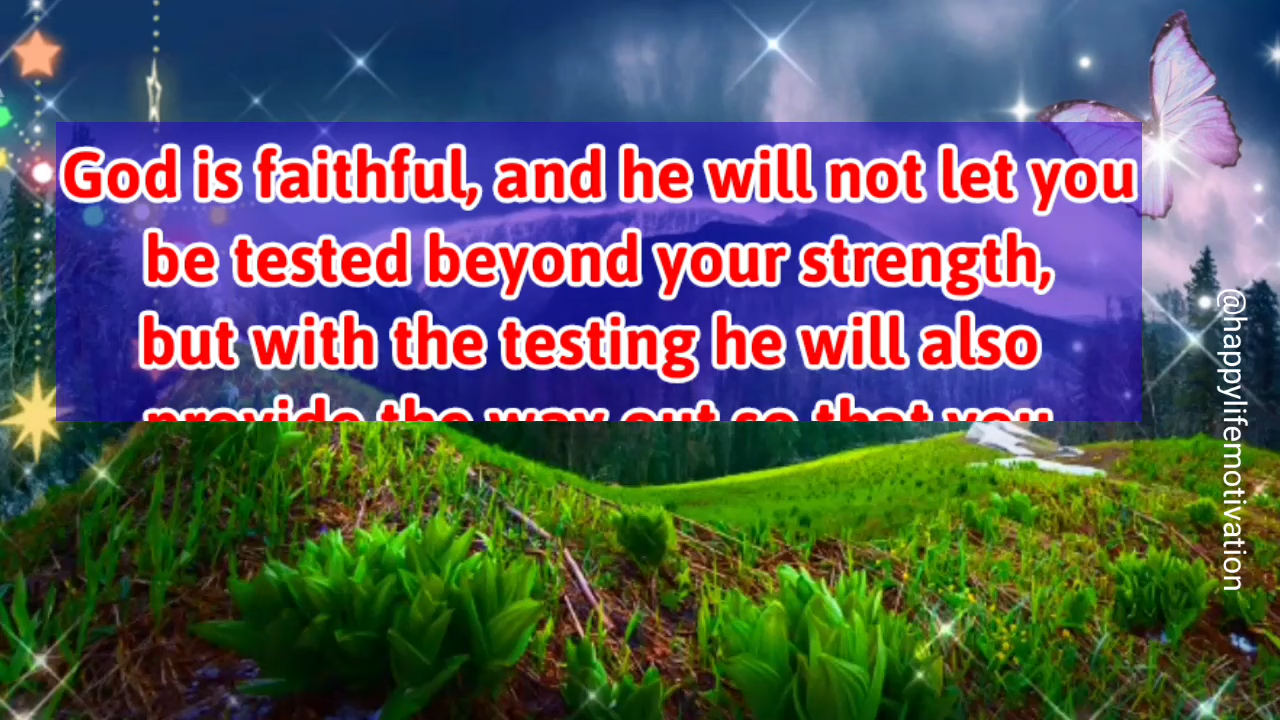 God is faithful, and he will not let you
be tested beyond your strength,
but with the testing he will also
provide the way out so that you
@happylifemotivation